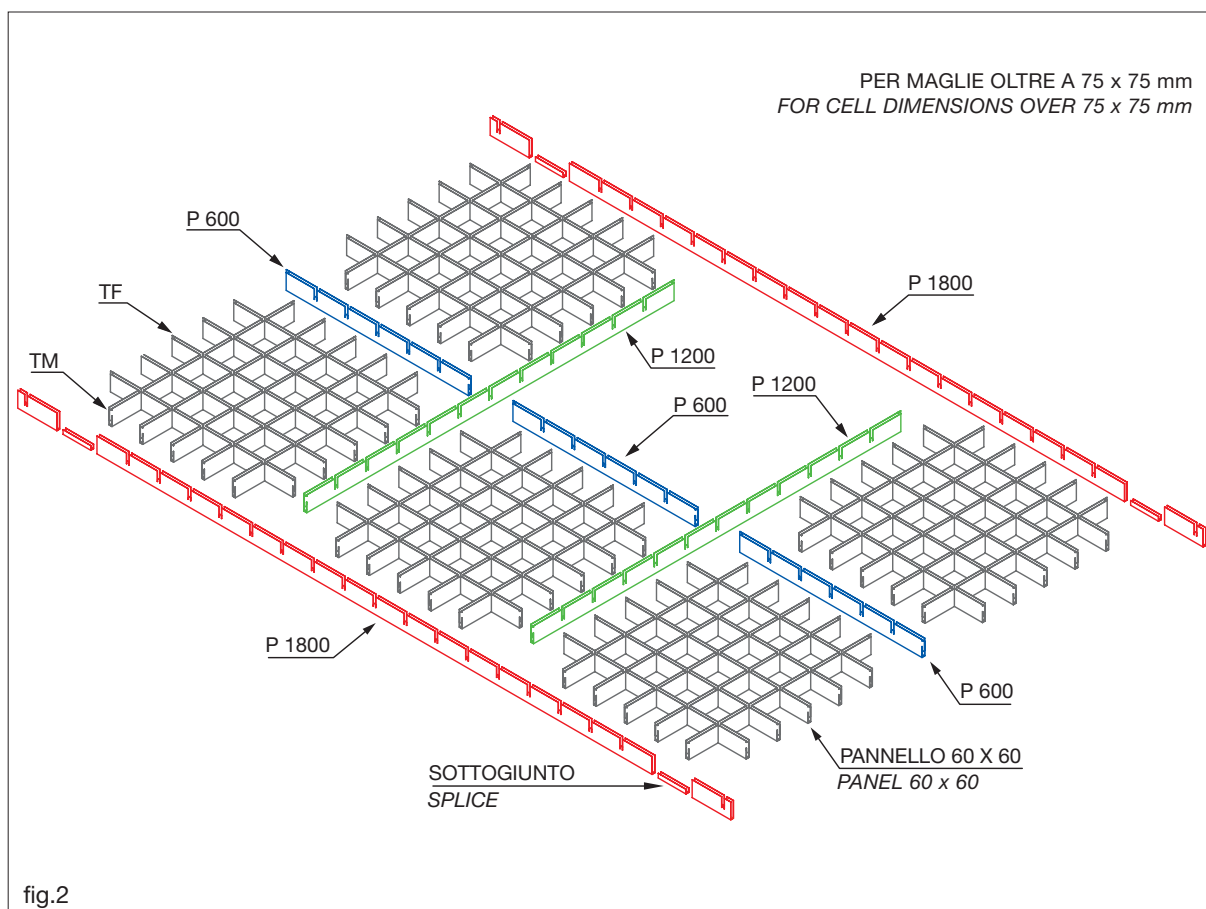 PER MAGLIE OLTRE A 75 x 75 mm
FOR CELL DIMENSIONS OVER 75 x 75 mm
P 600
TF
TM
P 1800
P 1200
P 1200
P 600
P 1800
P 600
PANNELLO 60 X 60
PANEL 60 x 60
SOTTOGIUNTO
SPLICE
fig.2